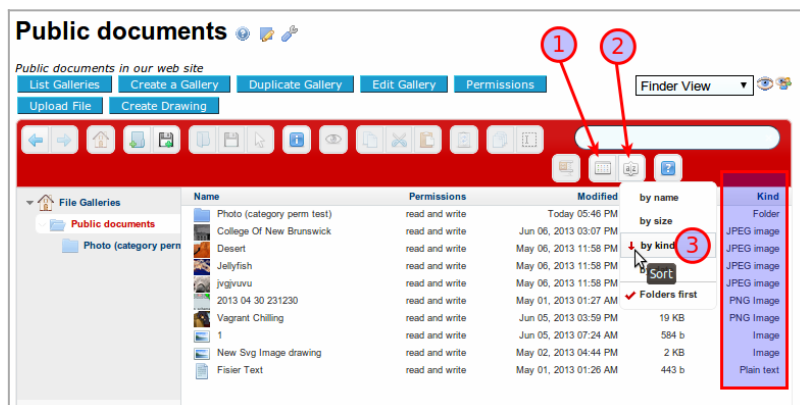 Public documents
1
2
Public documents in our web site
List Galleries Create a Gallery Duplicate Gallery Edit Gallery Permissions
Finder View
Upload File Create Drawing
File Galleries
Public documents
Photo (category perm
Name Permissions Modified Kind
Photo (category perm test) read and write Today 05:46 PM Folder
College Of New Brunswick read and write Jun 06, 2013 03:07 PM JPEG image
Desert read and write May 06, 2013 11:58 PM JPEG image
Jellyfish read and write May 06, 2013 11:58 PM JPEG image
jvgjvuvu read and write May 06, 2013 11:58 PM JPEG image
2013 04 30 231230 read and write May 01, 2013 01:27 AM PNG Image
Vagrant Chilling read and write Jun 05, 2013 03:59 PM 19 KB PNG Image
1 read and write Jun 05, 2013 07:24 AM 584 b Image
New Svg Image drawing read and write May 02, 2013 04:44 PM 2 KB Image
Fisier Text read and write May 01, 2013 01:26 AM 443 b Plain text
by name
by size
by kind
3
Sort
Folders first